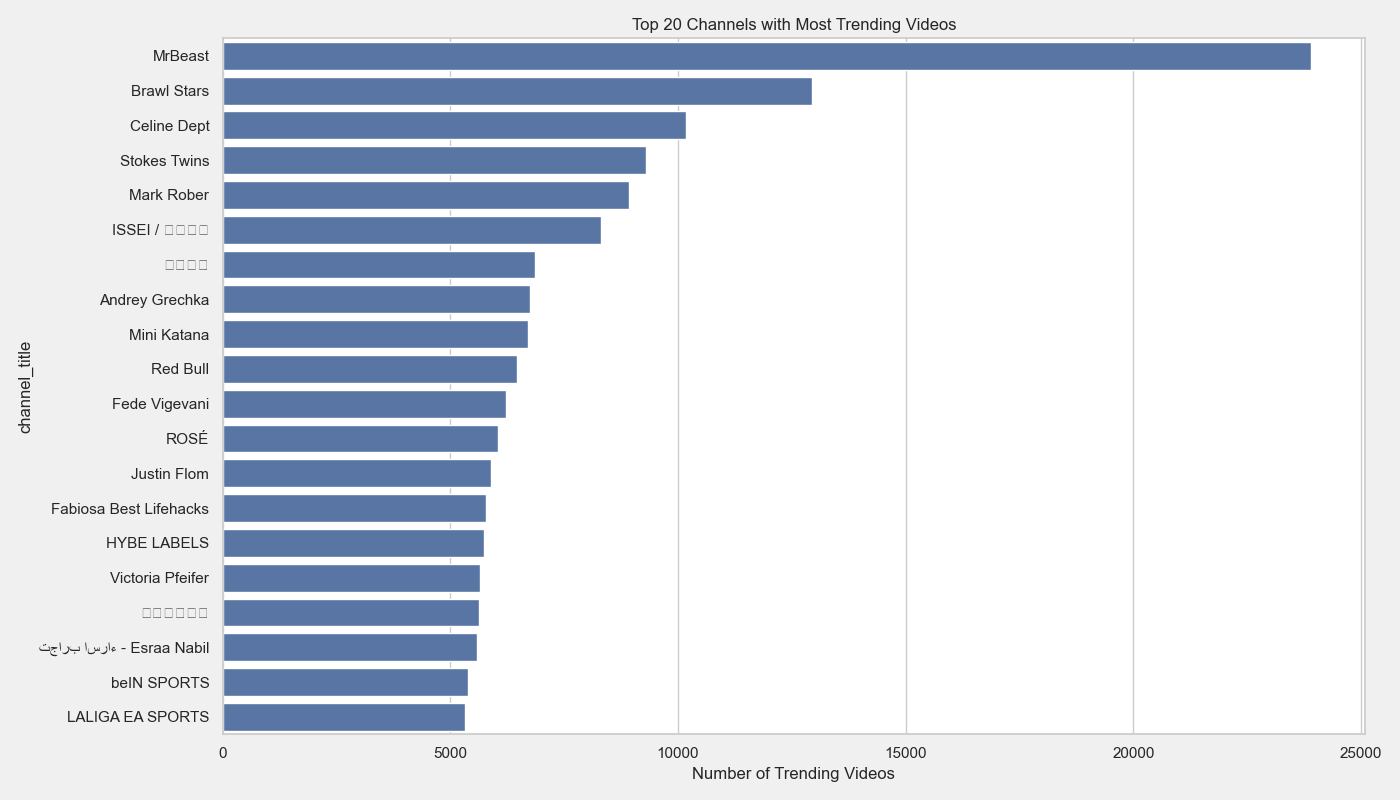 Top 20 Channels with Most Trending Videos
MrBeast
Brawl Stars
Celine Dept
Stokes Twins
Mark Rober
ISSEI /
Andrey Grechka
Mini Katana
Red Bull
Fede Vigevani
ROSÉ
Justin Flom
Fabiosa Best Lifehacks
HYBE LABELS
Victoria Pfeifer
تجارب اسراء - Esraa Nabil
beIN SPORTS
LALIGA EA SPORTS
channel_title
0 5000 10000 15000 20000 25000
Number of Trending Videos